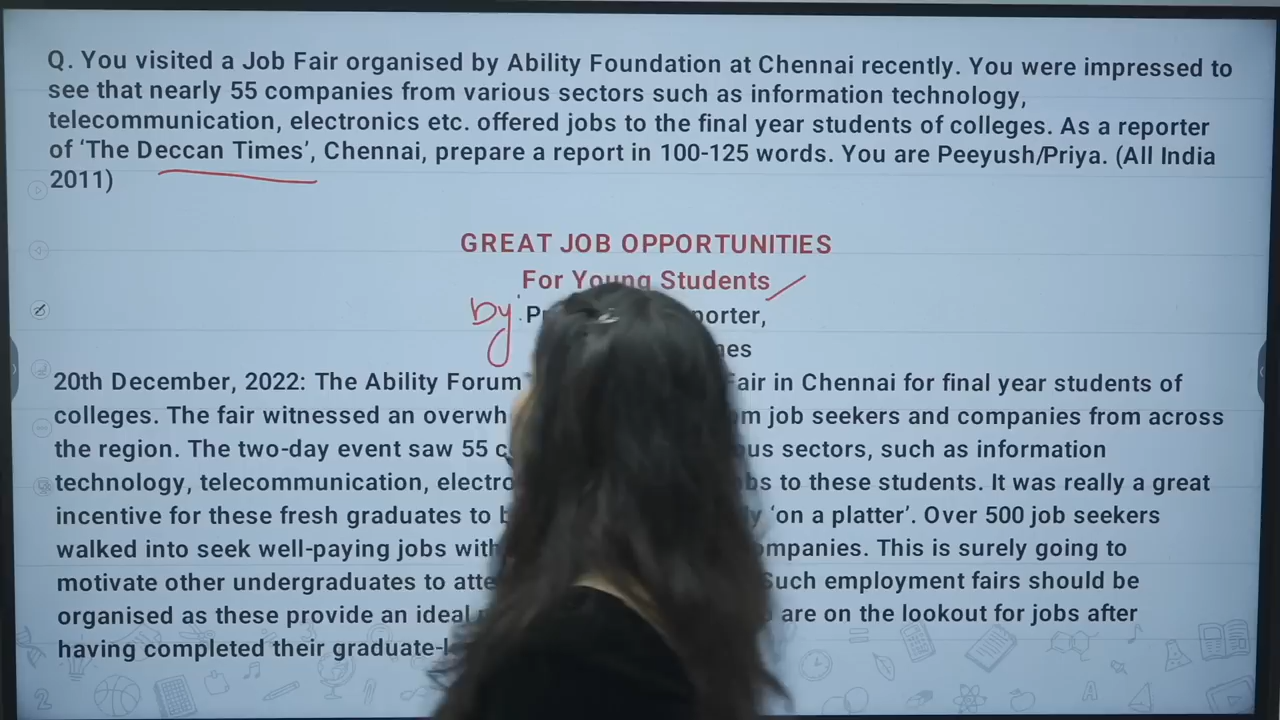 Q. You visited a Job Fair organised by Ability Foundation at Chennai recently. You were impressed to
see that nearly 55 companies from various sectors such as information technology,
telecommunication, electronics etc. offered jobs to the final year students of colleges. As a reporter
of ‘The Deccan Times’, Chennai, prepare a report in 100-125 words. You are Peeyush/Priya. (All India
2011)
GREAT JOB OPPORTUNITIES
For Young Students
by
20th December, 2022: The Ability Forum Fair in Chennai for final year students of
colleges. The fair witnessed an job seekers and companies from across
the region. The two-day event saw 55 sectors, such as information
technology, telecommunication, to these students. It was really a great
incentive for these fresh graduates to ‘on a platter’. Over 500 job seekers
walked into seek well-paying jobs This is surely going to
motivate other undergraduates to Such employment fairs should be
organised as these provide an ideal are on the lookout for jobs after
having completed their